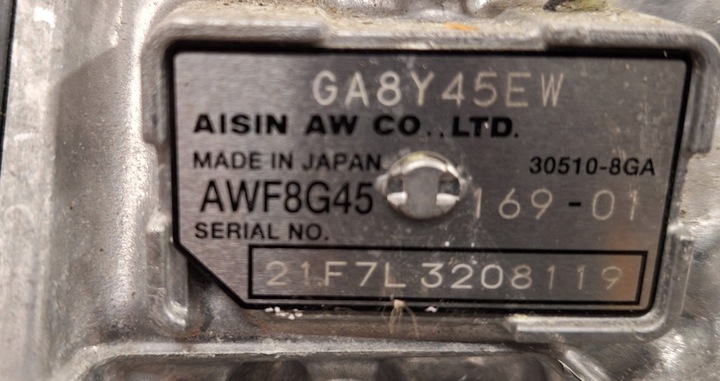 GA8Y45EW
AISIN AW CO.,LTD.
MADE IN JAPAN 30510-8GA
AWF8G45 169-01
SERIAL NO.
21F7L3208119